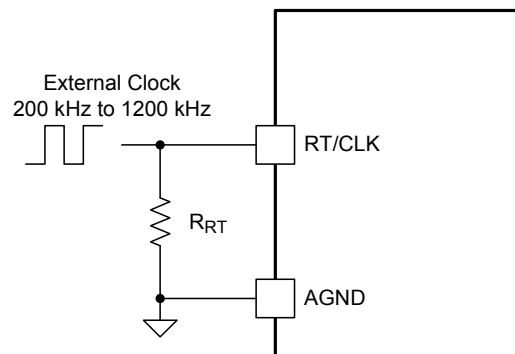 External Clock
200 kHz to 1200 kHz
RT/CLK
RRT
AGND